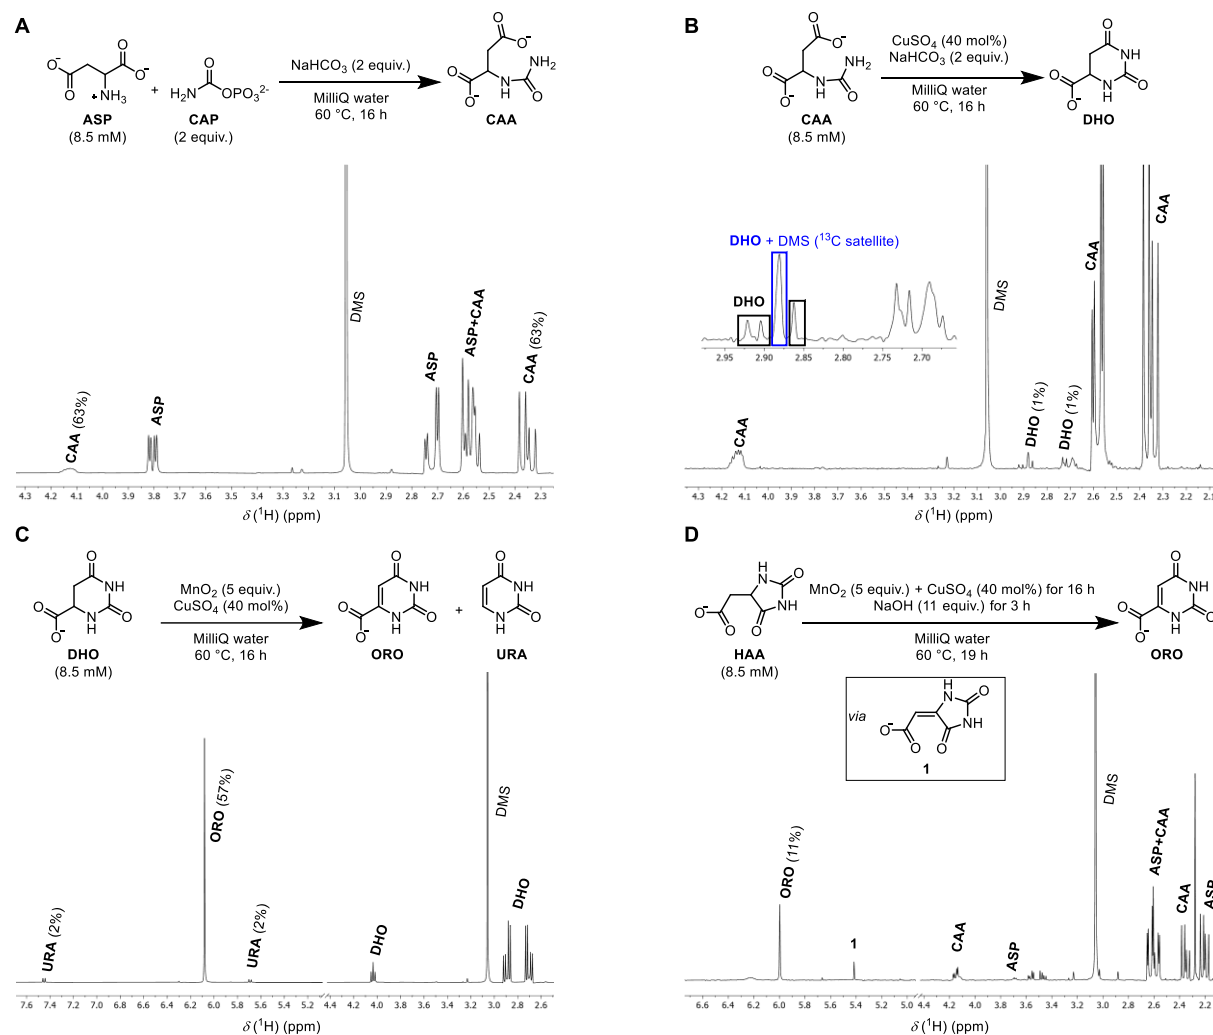 A
O⁻ O O O⁻ O
⁺NH₃
ASP
(8.5 mM)
+
H₂N O OPO₃²⁻
CAP
(2 equiv.)
NaHCO₃ (2 equiv.)
MilliQ water
60 °C, 16 h
O O⁻ O O⁻ N H NH₂ O
CAA
CAA (63%)
ASP
DMS
ASP
ASP+CAA
CAA (63%)
4.3 4.2 4.1 4.0 3.9 3.8 3.7 3.6 3.5 3.4 3.3 3.2 3.1 3.0 2.9 2.8 2.7 2.6 2.5 2.4 2.3
δ (¹H) (ppm)
B
O O⁻ O O⁻ N H NH₂ O
CAA
(8.5 mM)
CuSO₄ (40 mol%)
NaHCO₃ (2 equiv.)
MilliQ water
60 °C, 16 h
O NH O N H O O⁻
DHO
DHO + DMS (¹³C satellite)
DHO
2.95 2.90 2.85 2.80 2.75 2.70
CAA
DMS
DHO (1%)
DHO (1%)
CAA
CAA
4.3 4.2 4.1 4.0 3.9 3.8 3.7 3.6 3.5 3.4 3.3 3.2 3.1 3.0 2.9 2.8 2.7 2.6 2.5 2.4 2.3 2.2 2.1
δ (¹H) (ppm)
C
O NH O N H O O⁻
DHO
(8.5 mM)
MnO₂ (5 equiv.)
CuSO₄ (40 mol%)
MilliQ water
60 °C, 16 h
O NH O N H O O⁻
ORO
+
O NH N H O
URA
URA (2%)
ORO (57%)
URA (2%)
DHO
DMS
DHO
7.6 7.4 7.2 7.0 6.8 6.6 6.4 6.2 6.0 5.8 5.6 5.4 5.2 5.0 4.4 4.2 4.0 3.8 3.6 3.4 3.2 3.0 2.8 2.6
δ (¹H) (ppm)
D
H N O NH O O⁻ O
HAA
(8.5 mM)
MnO₂ (5 equiv.) + CuSO₄ (40 mol%) for 16 h
NaOH (11 equiv.) for 3 h
MilliQ water
60 °C, 19 h
O NH O N H O O⁻
ORO
via
H N O NH O O⁻ O
1
ORO (11%)
1
CAA
ASP
DMS
ASP+CAA
CAA
ASP
6.6 6.4 6.2 6.0 5.8 5.6 5.4 5.2 5.0 4.4 4.2 4.0 3.8 3.6 3.4 3.2 3.0 2.8 2.6 2.4 2.2
δ (¹H) (ppm)